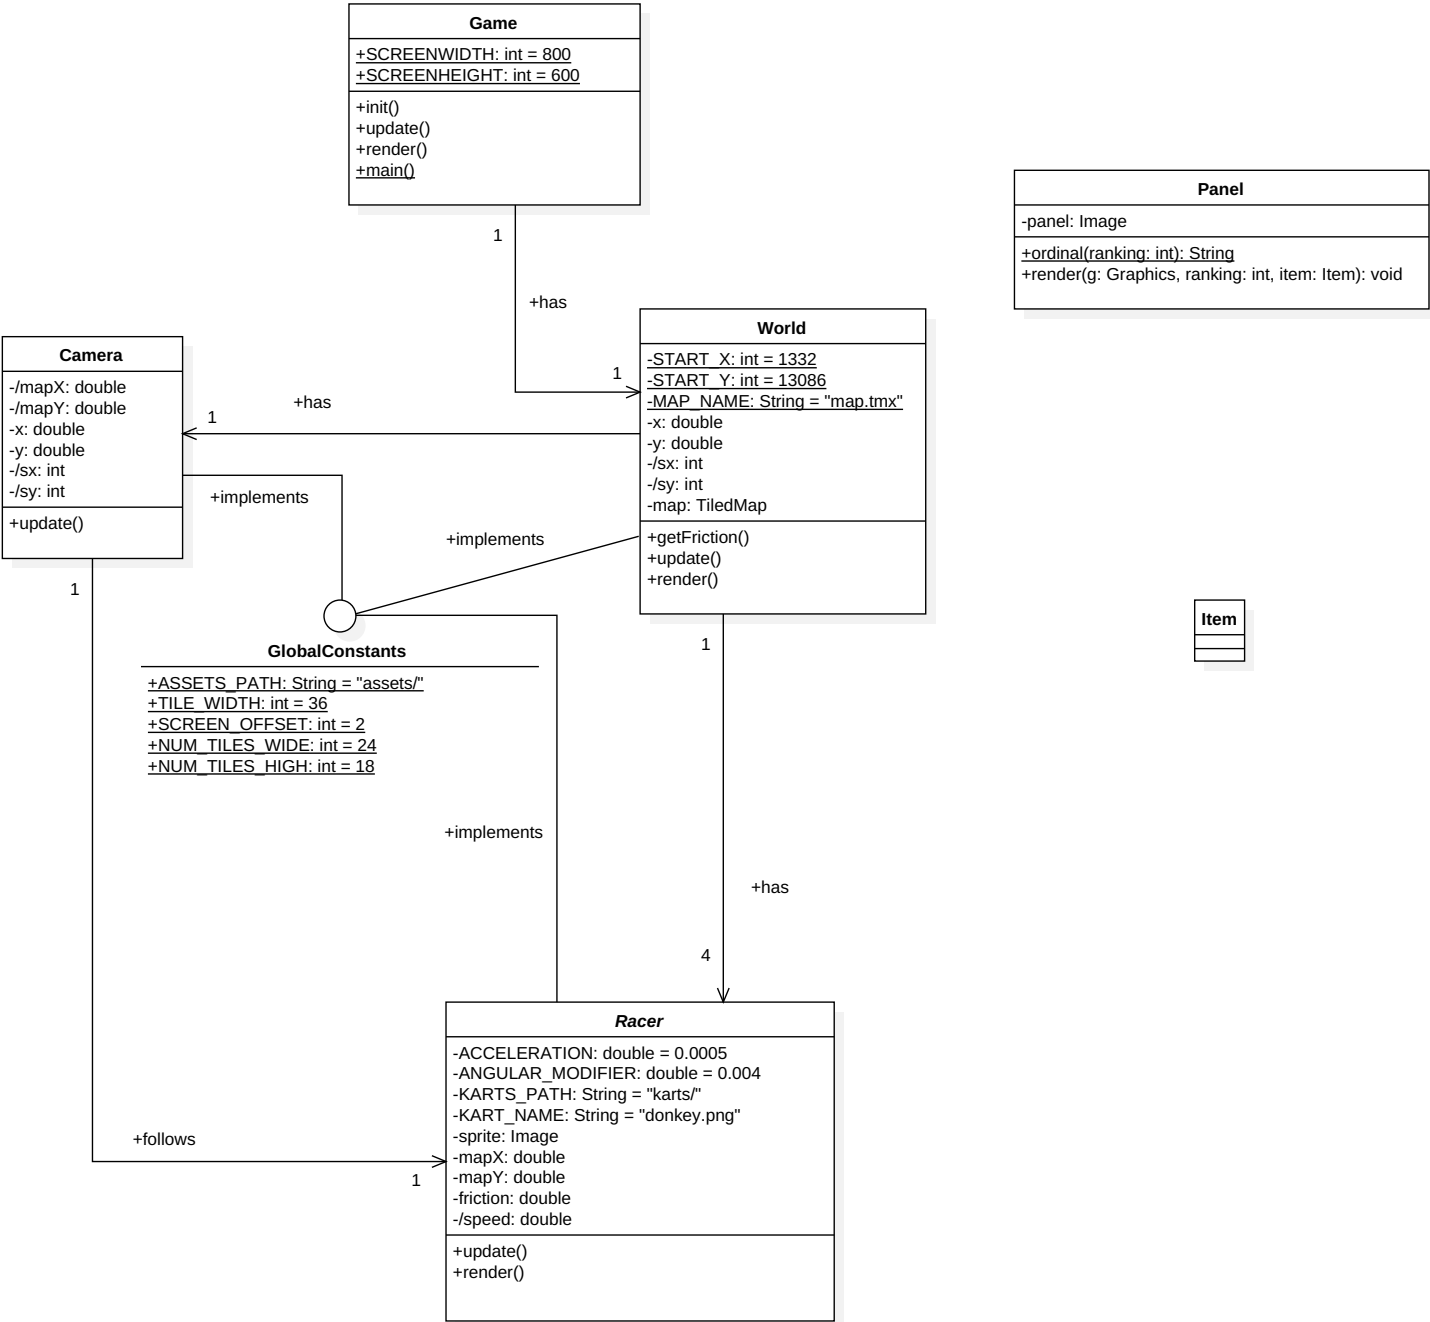 Game
+SCREENWIDTH: int = 800
+SCREENHEIGHT: int = 600
+init()
+update()
+render()
+main()
1
+has
1
Panel
-panel: Image
+ordinal(ranking: int): String
+render(g: Graphics, ranking: int, item: Item): void
World
-START_X: int = 1332
-START_Y: int = 13086
-MAP_NAME: String = "map.tmx"
-x: double
-y: double
-/sx: int
-/sy: int
-map: TiledMap
+getFriction()
+update()
+render()
Camera
-/mapX: double
-/mapY: double
-x: double
-y: double
-/sx: int
-/sy: int
+update()
1
+has
+implements
+implements
1
GlobalConstants
+ASSETS_PATH: String = "assets/"
+TILE_WIDTH: int = 36
+SCREEN_OFFSET: int = 2
+NUM_TILES_WIDE: int = 24
+NUM_TILES_HIGH: int = 18
Item
1
+implements
+has
4
+follows
1
Racer
-ACCELERATION: double = 0.0005
-ANGULAR_MODIFIER: double = 0.004
-KARTS_PATH: String = "karts/"
-KART_NAME: String = "donkey.png"
-sprite: Image
-mapX: double
-mapY: double
-friction: double
-/speed: double
+update()
+render()